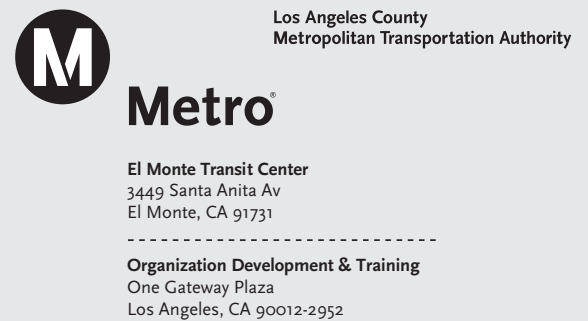 Los Angeles County
Metropolitan Transportation Authority
M
Metro®
El Monte Transit Center
3449 Santa Anita Av
El Monte, CA 91731
Organization Development & Training
One Gateway Plaza
Los Angeles, CA 90012-2952